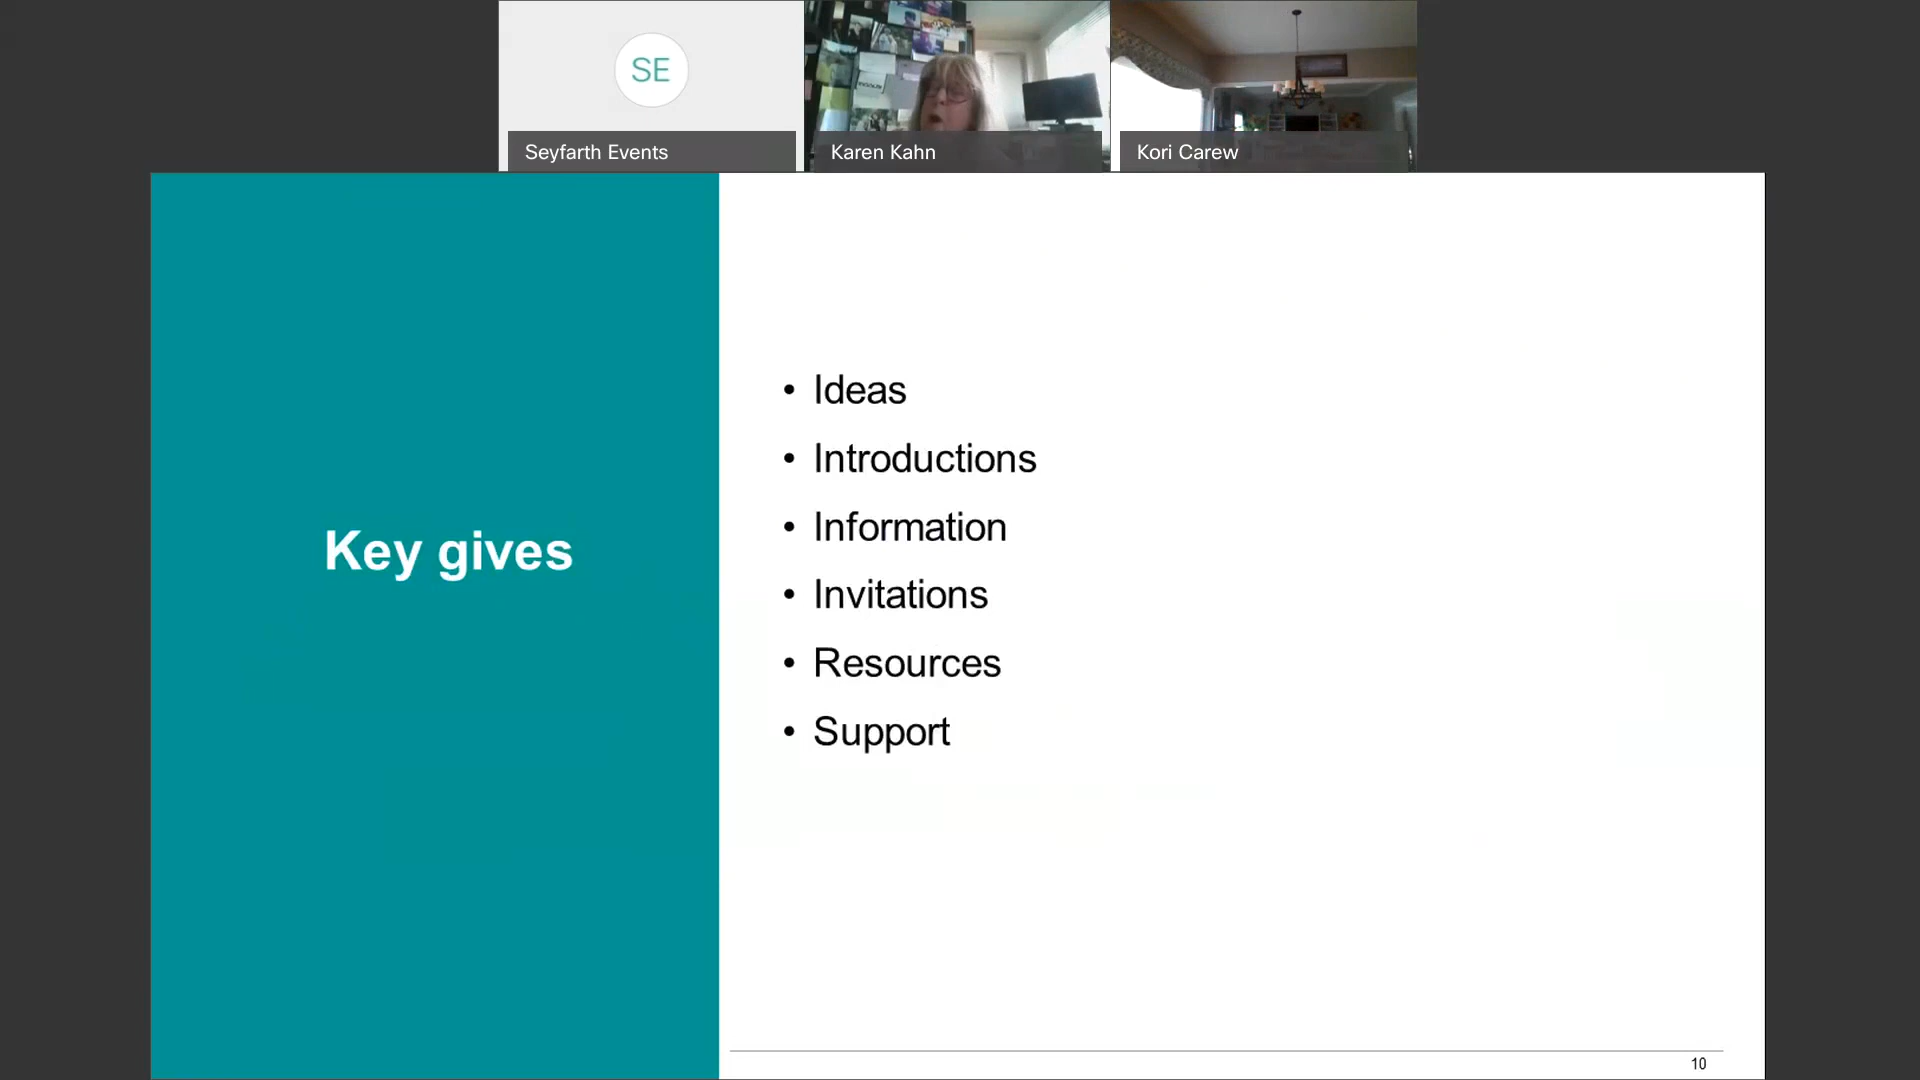 SE
Seyfarth Events
Karen Kahn
Kori Carew
Key gives
• Ideas
• Introductions
• Information
• Invitations
• Resources
• Support
10